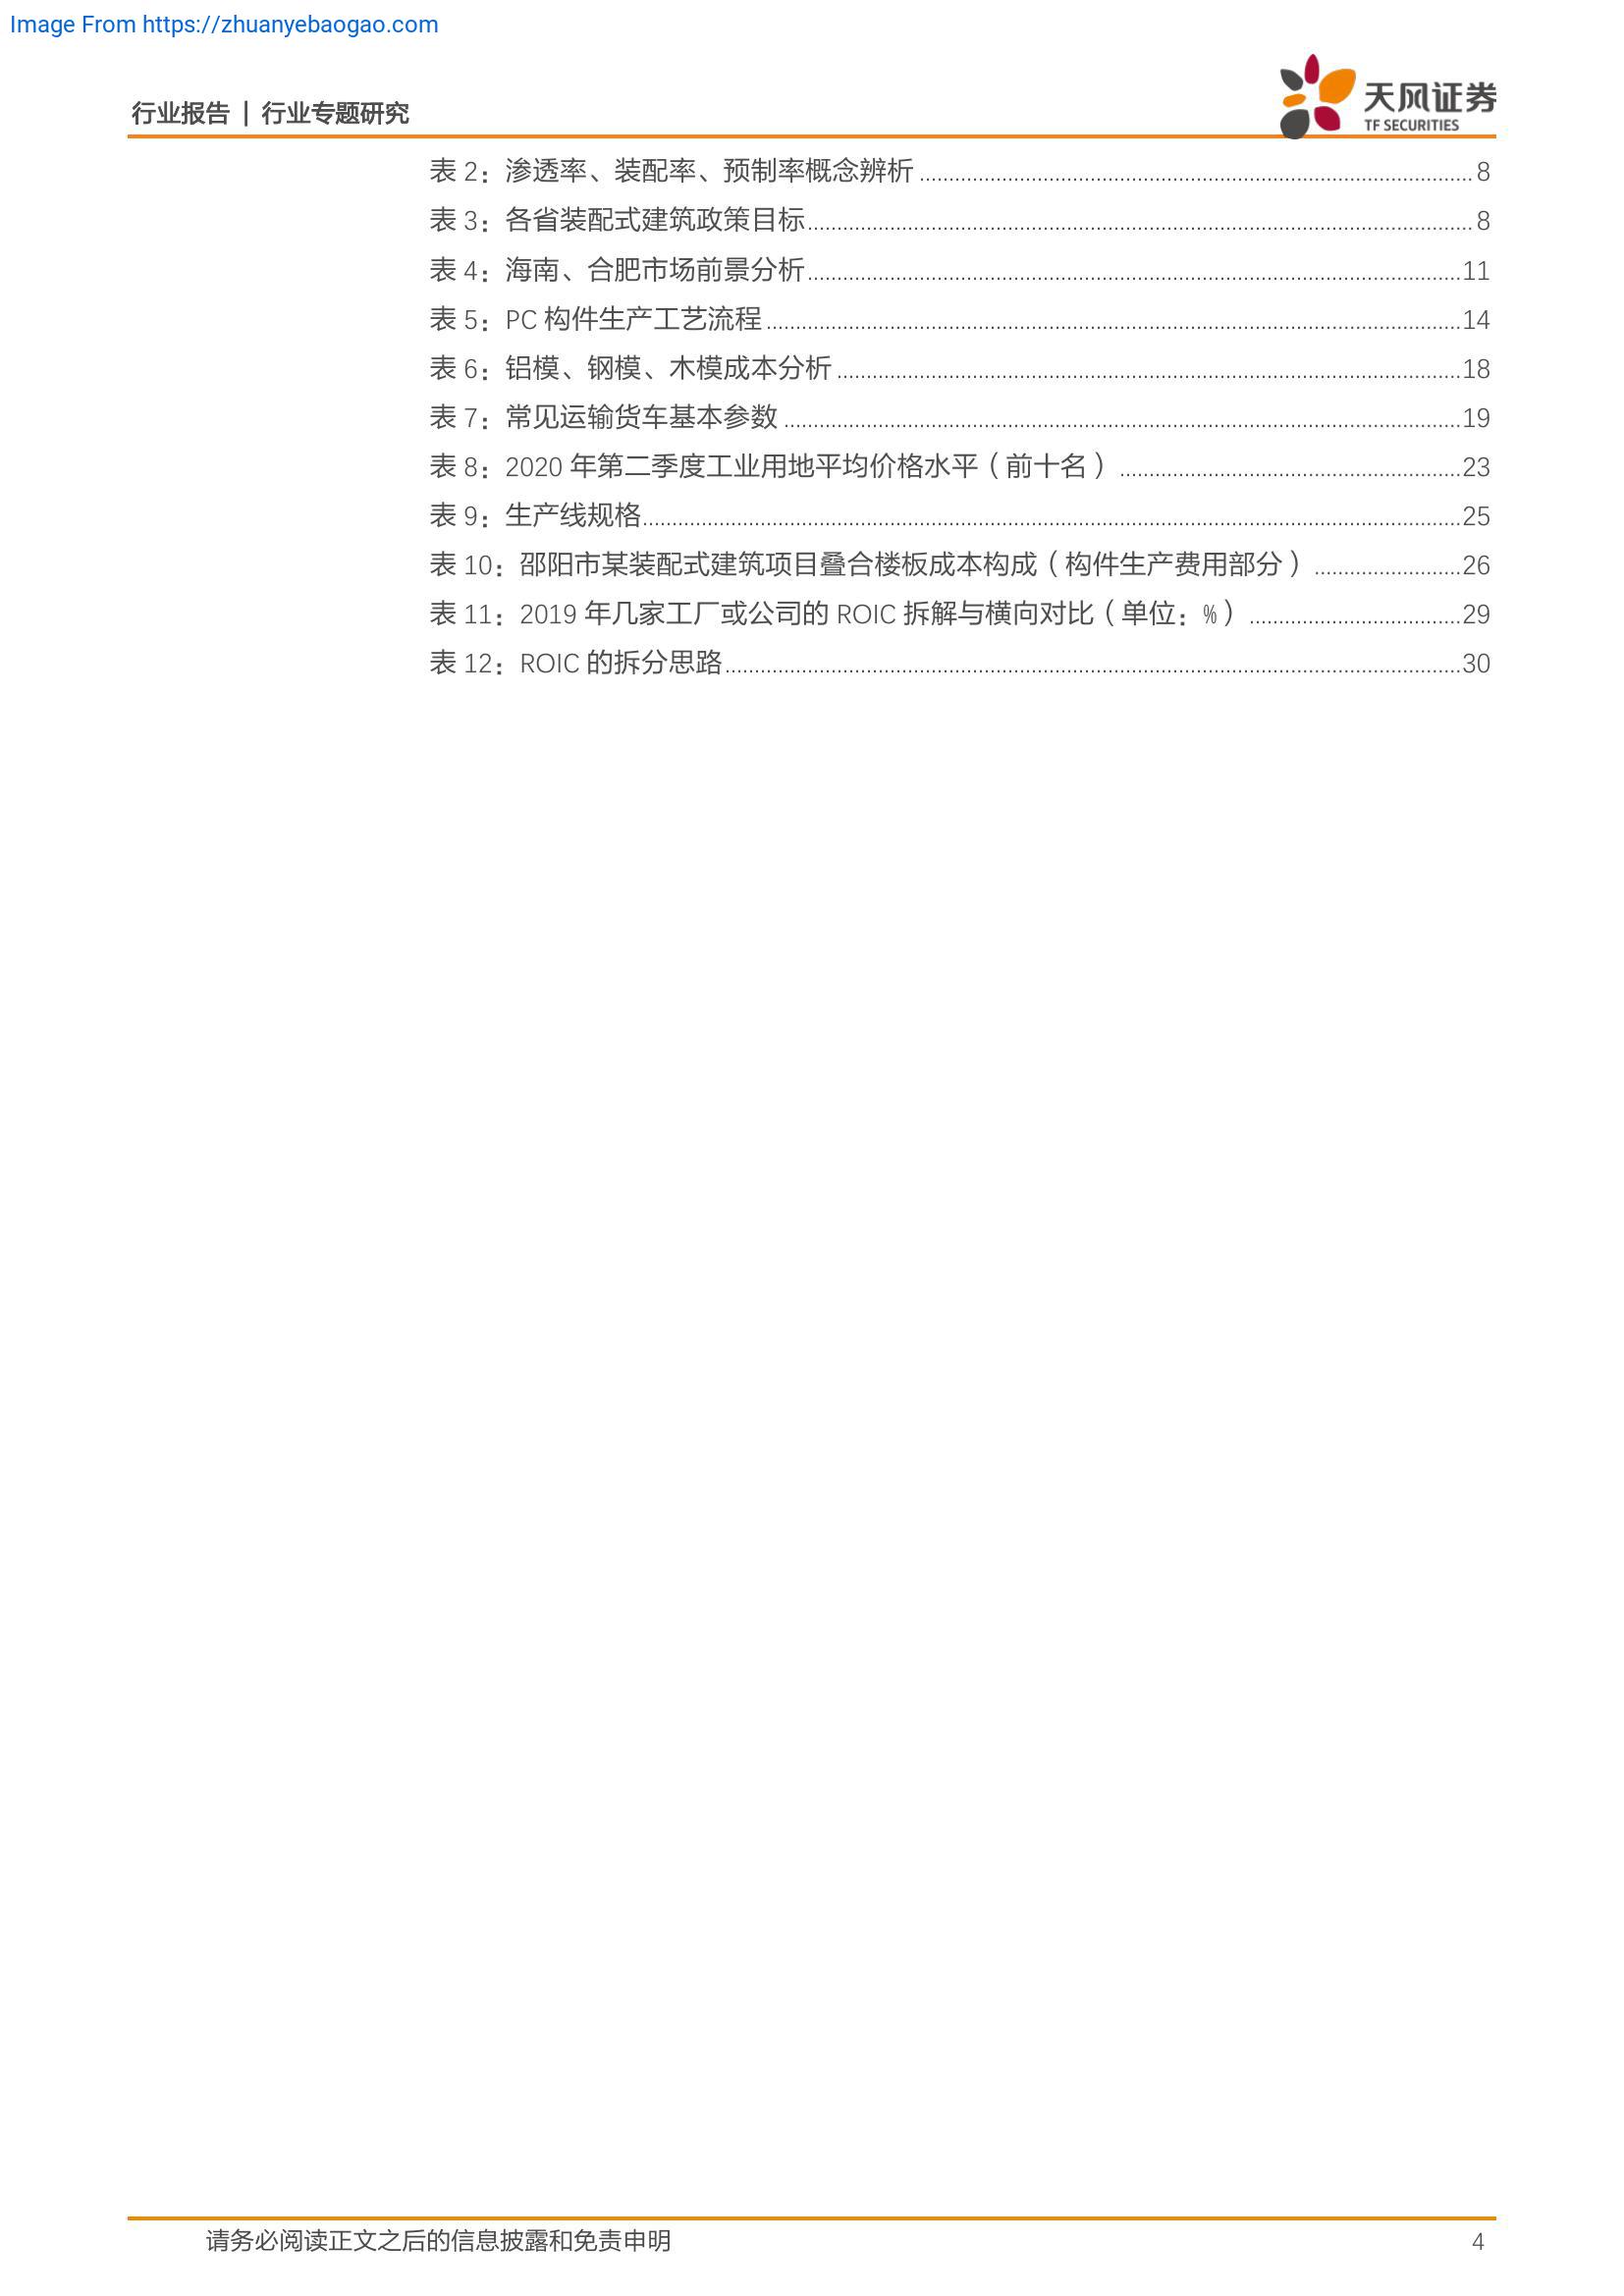 Image From https://zhuanyebaogao.com
行业报告 | 行业专题研究
天风证券
TF SECURITIES
表 2：渗透率、装配率、预制率概念辨析 8
表 3：各省装配式建筑政策目标 8
表 4：海南、合肥市场前景分析 11
表 5：PC 构件生产工艺流程 14
表 6：铝模、钢模、木模成本分析 18
表 7：常见运输货车基本参数 19
表 8：2020 年第二季度工业用地平均价格水平（前十名） 23
表 9：生产线规格 25
表 10：邵阳市某装配式建筑项目叠合楼板成本构成（构件生产费用部分） 26
表 11：2019 年几家工厂或公司的 ROIC 拆解与横向对比（单位：%） 29
表 12：ROIC 的拆分思路 30
请务必阅读正文之后的信息披露和免责申明 4